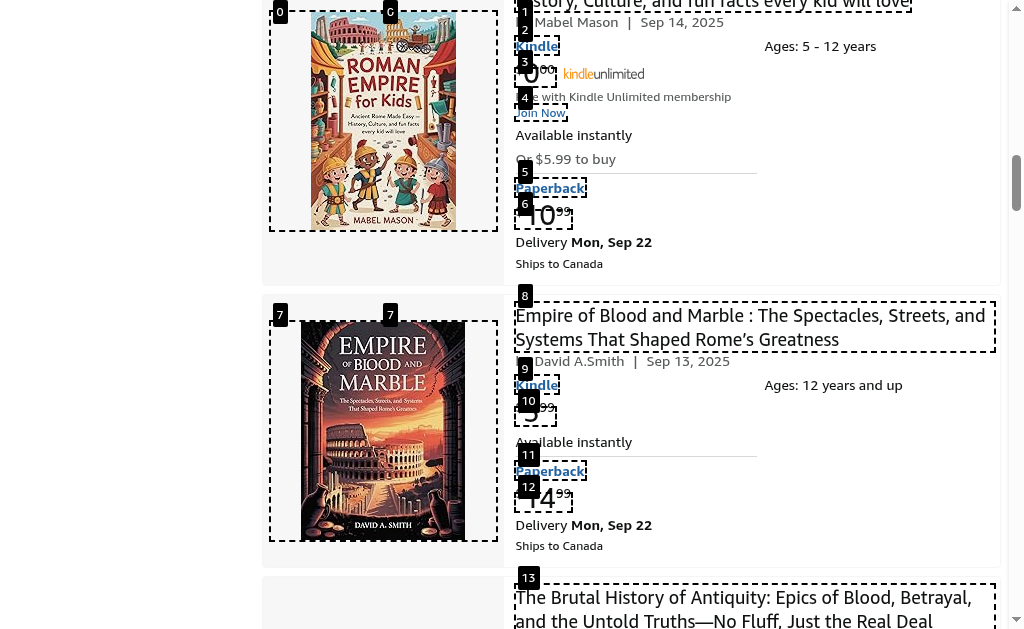 0
0
ROMAN
EMPIRE
for Kids
Ancient Rome Made Easy—
History, Culture, and fun facts
every kid will love
MABEL MASON
1
History, Culture, and fun facts every kid will love
Mabel Mason | Sep 14, 2025
2
Kindle
Ages: 5 - 12 years
3
0 00
kindleunlimited
with Kindle Unlimited membership
4
Join Now
Available instantly
Or $5.99 to buy
5
Paperback
6
10 99
Delivery Mon, Sep 22
Ships to Canada
7
7
EMPIRE
OF BLOOD AND
MARBLE
The Spectacles, Streets, and Systems
That Shaped Rome's Greatness
DAVID A. SMITH
8
Empire of Blood and Marble : The Spectacles, Streets, and
Systems That Shaped Rome’s Greatness
David A.Smith | Sep 13, 2025
9
Kindle
Ages: 12 years and up
10
99
Available instantly
11
Paperback
12
14 99
Delivery Mon, Sep 22
Ships to Canada
13
The Brutal History of Antiquity: Epics of Blood, Betrayal,
and the Untold Truths—No Fluff, Just the Real Deal